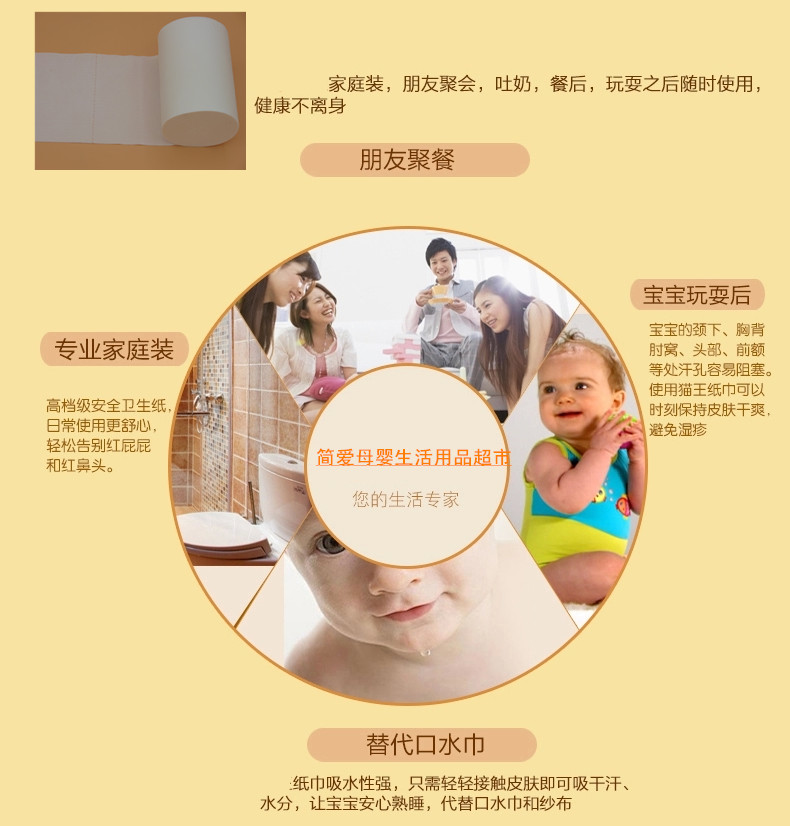 家庭装，朋友聚会，吐奶，餐后，玩耍之后随时使用，
健康不离身
朋友聚餐
宝宝玩耍后
宝宝的颈下、胸背
肘窝、头部、前额
等处汗孔容易阻塞。
使用猫王纸巾可以
时刻保持皮肤干爽，
避免湿疹
专业家庭装
高档级安全卫生纸，
日常使用更舒心，
轻松告别红屁屁
和红鼻头。
简爱母婴生活用品超市
您的生活专家
替代口水巾
纸巾吸水性强，只需轻轻接触皮肤即可吸干汗、
水分，让宝宝安心熟睡，代替口水巾和纱布